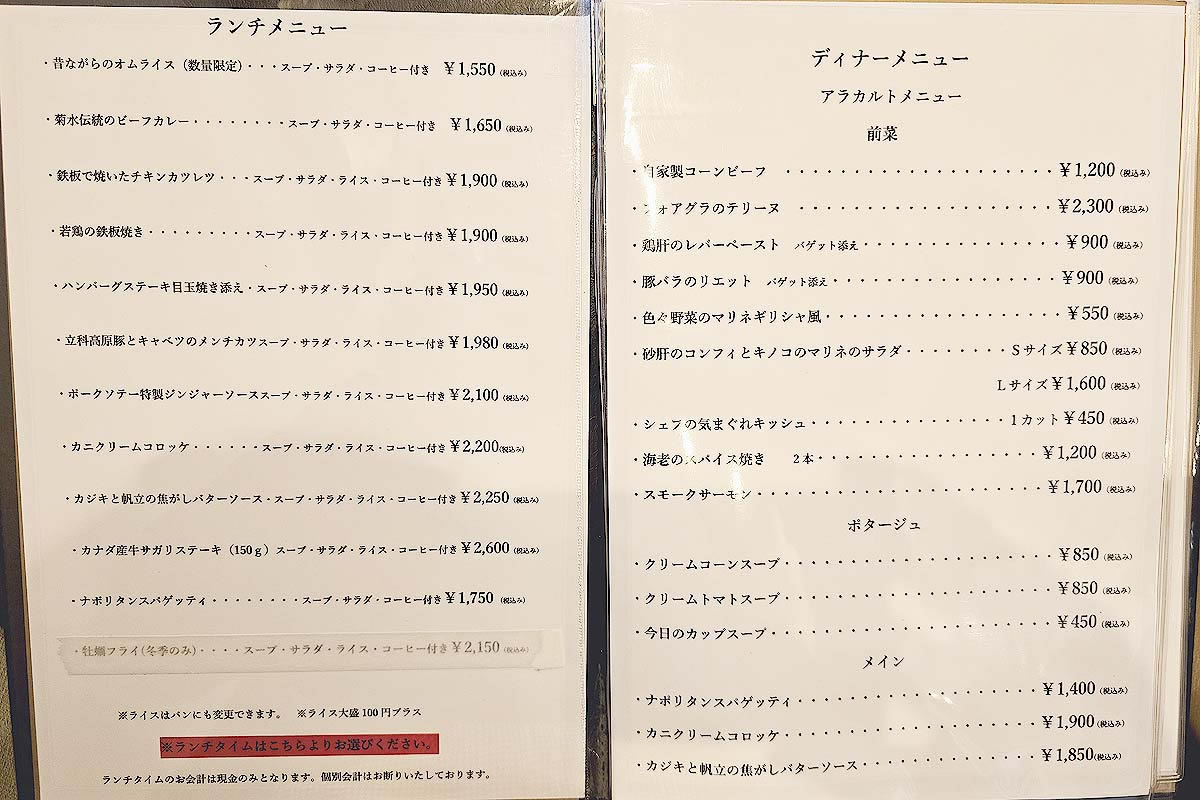 ランチメニュー
・昔ながらのオムライス（数量限定）・・・スープ・サラダ・コーヒー付き ￥1,550（税込み）
・菊水伝統のビーフカレー・・・・・・・・スープ・サラダ・コーヒー付き ￥1,650（税込み）
・鉄板で焼いたチキンカツレツ・・・スープ・サラダ・ライス・コーヒー付き￥1,900（税込み）
・若鶏の鉄板焼き・・・・・・・・・スープ・サラダ・ライス・コーヒー付き￥1,900（税込み）
・ハンバーグステーキ目玉焼き添え・スープ・サラダ・ライス・コーヒー付き￥1,950（税込み）
・立科高原豚とキャベツのメンチカツスープ・サラダ・ライス・コーヒー付き￥1,980（税込み）
・ポークソテー特製ジンジャーソーススープ・サラダ・ライス・コーヒー付き￥2,100（税込み）
・カニクリームコロッケ・・・・・・スープ・サラダ・ライス・コーヒー付き￥2,200（税込み）
・カジキと帆立の焦がしバターソース・スープ・サラダ・ライス・コーヒー付き￥2,250（税込み）
・カナダ産牛サガリステーキ（150ｇ）スープ・サラダ・ライス・コーヒー付き￥2,600（税込み）
・ナポリタンスパゲッティ・・・・・・・・スープ・サラダ・コーヒー付き￥1,750（税込み）
・牡蠣フライ(冬季のみ)・・・・スープ・サラダ・ライス・コーヒー付き￥2,150（税込み）
※ライスはパンにも変更できます。 ※ライス大盛100円プラス
※ランチタイムはこちらよりお選びください。
ランチタイムのお会計は現金のみとなります。個別会計はお断りいたしております。
ディナーメニュー
アラカルトメニュー
前菜
・自家製コーンビーフ ・・・・・・・・・・・・・・・・・・・・￥1,200（税込み）
・フォアグラのテリーヌ ・・・・・・・・・・・・・・・・・・・￥2,300（税込み）
・鶏肝のレバーペースト バゲット添え・・・・・・・・・・・・・・・￥900（税込み）
・豚バラのリエット バゲット添え・・・・・・・・・・・・・・・・・￥900（税込み）
・色々野菜のマリネギリシャ風・・・・・・・・・・・・・・・・・・￥550（税込み）
・砂肝のコンフィとキノコのマリネのサラダ・・・・・・・・Ｓサイズ￥850（税込み）
Ｌサイズ￥1,600（税込み）
・シェフの気まぐれキッシュ・・・・・・・・・・・・・・・１カット￥450（税込み）
・海老のスパイス焼き 2本・・・・・・・・・・・・・・・・・￥1,200（税込み）
・スモークサーモン・・・・・・・・・・・・・・・・・・・・・￥1,700（税込み）
ポタージュ
・クリームコーンスープ・・・・・・・・・・・・・・・・・・・・￥850（税込み）
・クリームトマトスープ・・・・・・・・・・・・・・・・・・・・￥850（税込み）
・今日のカップスープ・・・・・・・・・・・・・・・・・・・・・￥450（税込み）
メイン
・ナポリタンスパゲッティ・・・・・・・・・・・・・・・・・・￥1,400（税込み）
・カニクリームコロッケ・・・・・・・・・・・・・・・・・・・￥1,900（税込み）
・カジキと帆立の焦がしバターソース・・・・・・・・・・・・・￥1,850（税込み）